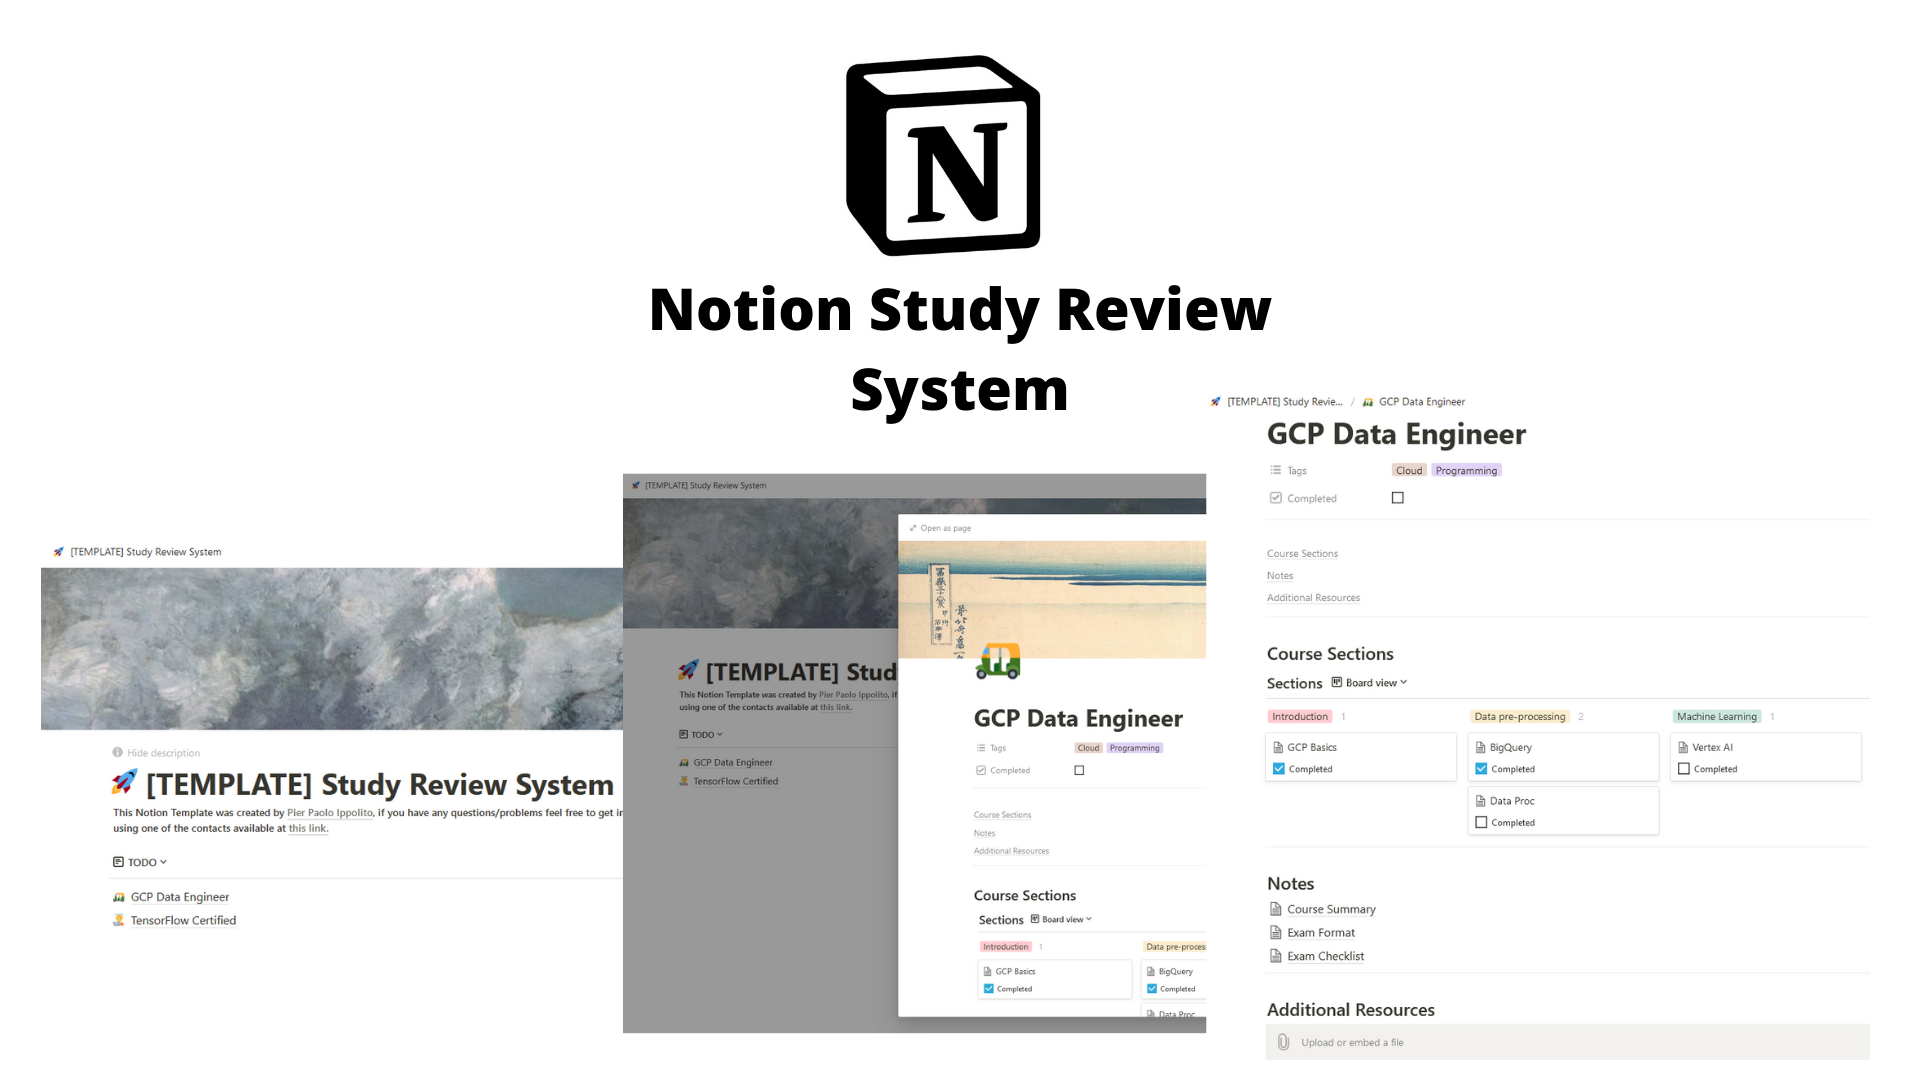 N
Notion Study Review
System
[TEMPLATE] Study Review System
Hide description
[TEMPLATE] Study Review System
This Notion Template was created by Pier Paolo Ippolito, if you have any questions/problems feel free to get in
using one of the contacts available at this link.
TODO
GCP Data Engineer
TensorFlow Certified
[TEMPLATE] Study Review System
[TEMPLATE] Stud
This Notion Template was created by Pier Paolo Ippolito, if
using one of the contacts available at this link.
TODO
GCP Data Engineer
TensorFlow Certified
Open as page
GCP Data Engineer
Tags Cloud Programming
Completed
Course Sections
Notes
Additional Resources
Course Sections
Sections Board view
Introduction 1 Data pre-proces
GCP Basics BigQuery
Completed Completed
Data Proc
[TEMPLATE] Study Revie... / GCP Data Engineer
GCP Data Engineer
Tags Cloud Programming
Completed
Course Sections
Notes
Additional Resources
Course Sections
Sections Board view
Introduction 1 Data pre-processing 2 Machine Learning 1
GCP Basics BigQuery Vertex AI
Completed Completed Completed
Data Proc
Completed
Notes
Course Summary
Exam Format
Exam Checklist
Additional Resources
Upload or embed a file